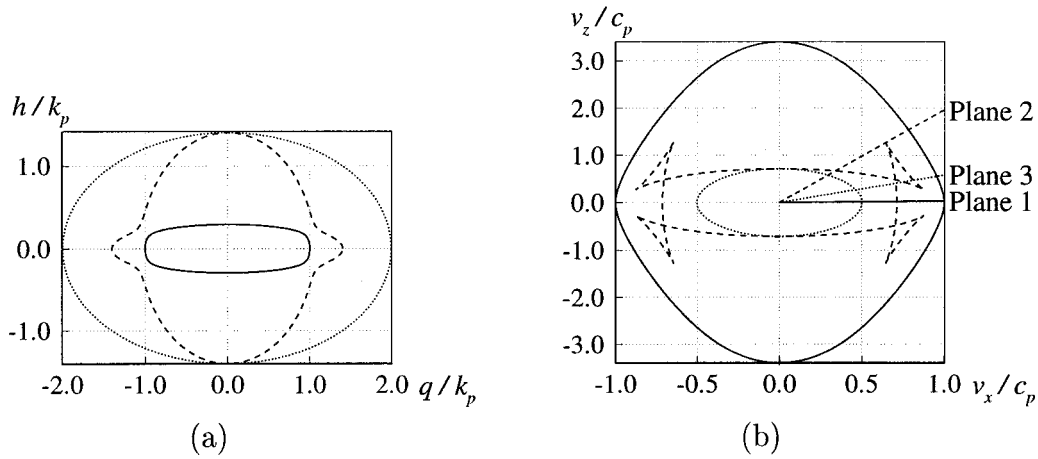 h / k_p
1.0
0.0
-1.0
-2.0 -1.0 0.0 1.0 2.0 q / k_p
(a)
v_z / c_p
3.0
2.0
1.0
0.0
-1.0
-2.0
-3.0
Plane 2
Plane 3
Plane 1
-1.0 -0.5 0.0 0.5 1.0 v_x / c_p
(b)